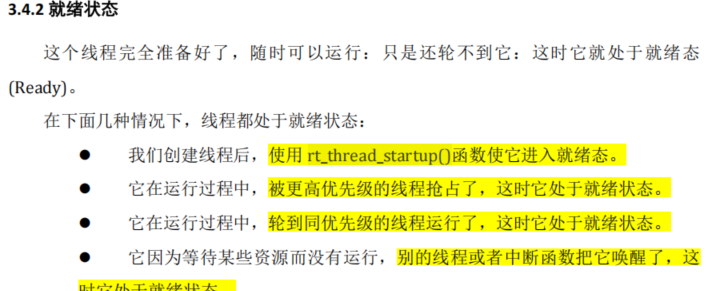 3.4.2 就绪状态
这个线程完全准备好了，随时可以运行：只是还轮不到它：这时它就处于就绪态
(Ready)。
在下面几种情况下，线程都处于就绪状态：
● 我们创建线程后，使用 rt_thread_startup()函数使它进入就绪态。
● 它在运行过程中，被更高优先级的线程抢占了，这时它处于就绪状态。
● 它在运行过程中，轮到同优先级的线程运行了，这时它处于就绪状态。
● 它因为等待某些资源而没有运行，别的线程或者中断函数把它唤醒了，这
时它处于就绪状态。